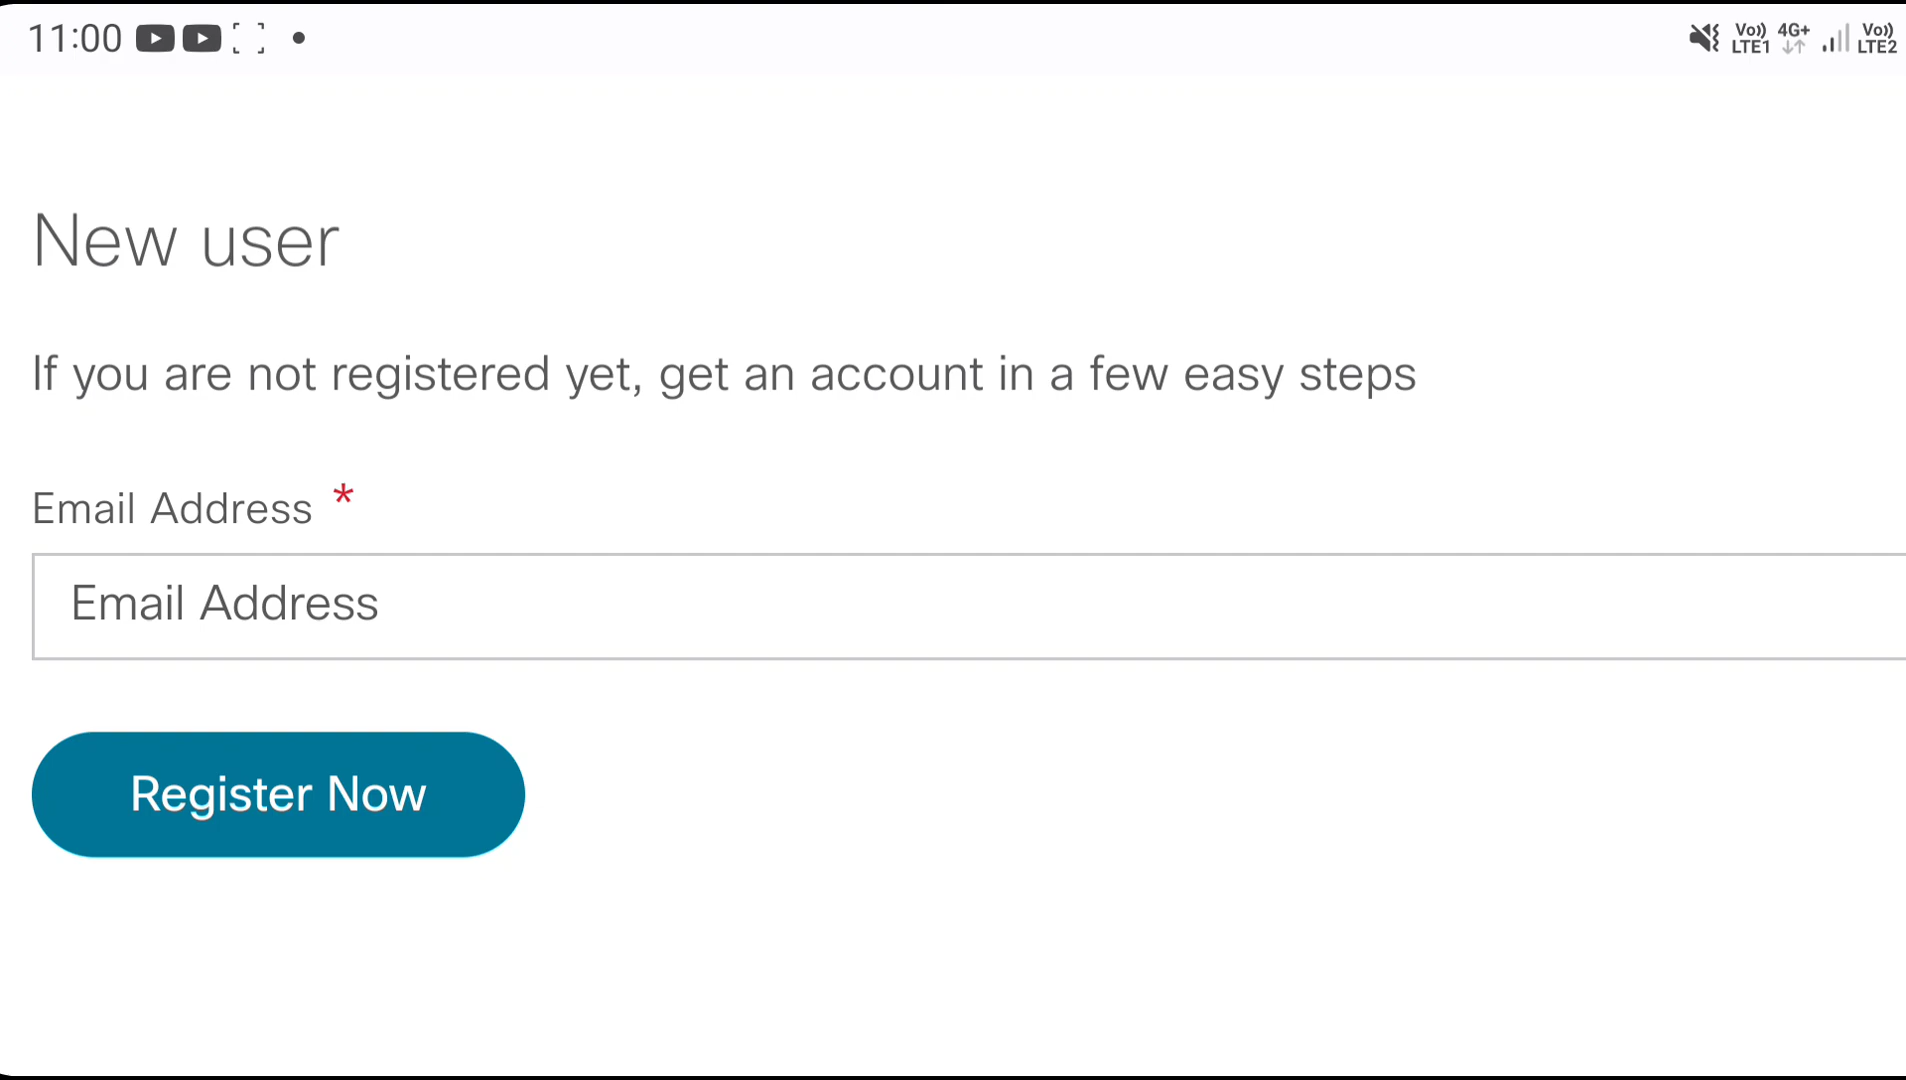 11:00
Vo)) 4G+ Vo))
LTE1 LTE2
New user
If you are not registered yet, get an account in a few easy steps
Email Address *
Email Address
Register Now